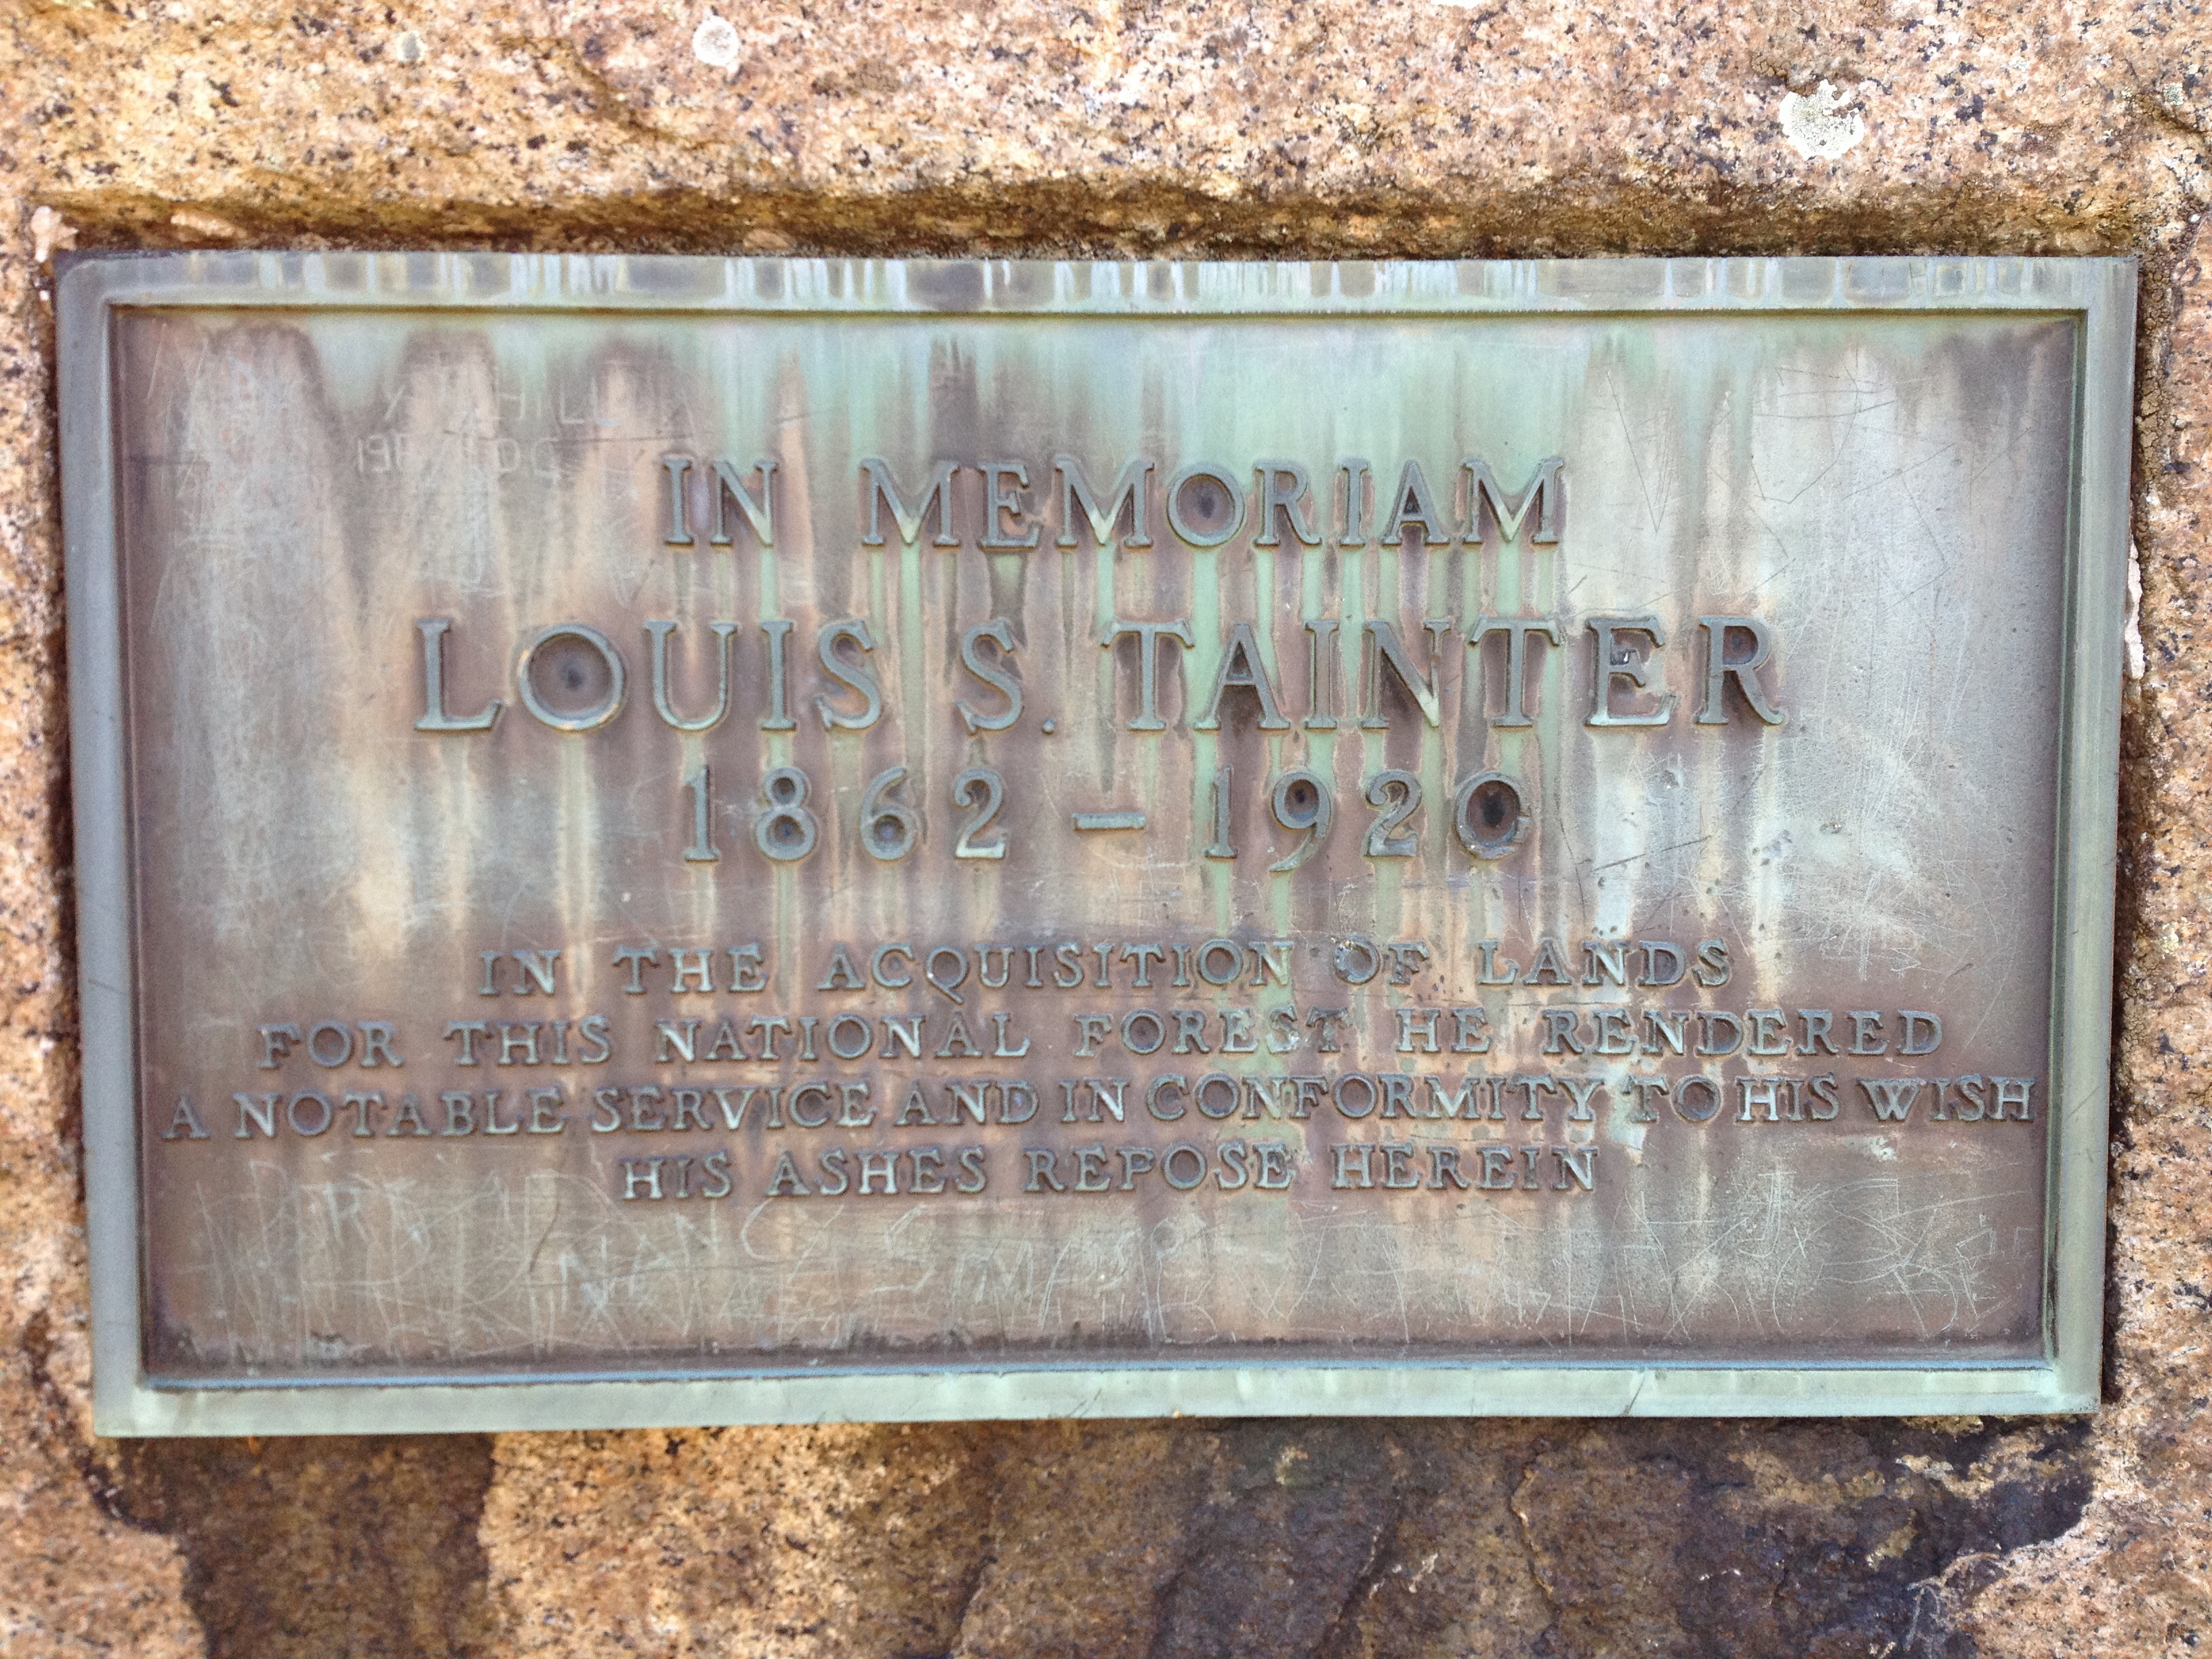 IN MEMORIAM
LOUIS S. TAINTER
1862 – 1920
IN THE ACQUISITION OF LANDS
FOR THIS NATIONAL FOREST HE RENDERED
A NOTABLE SERVICE AND IN CONFORMITY TO HIS WISH
HIS ASHES REPOSE HEREIN